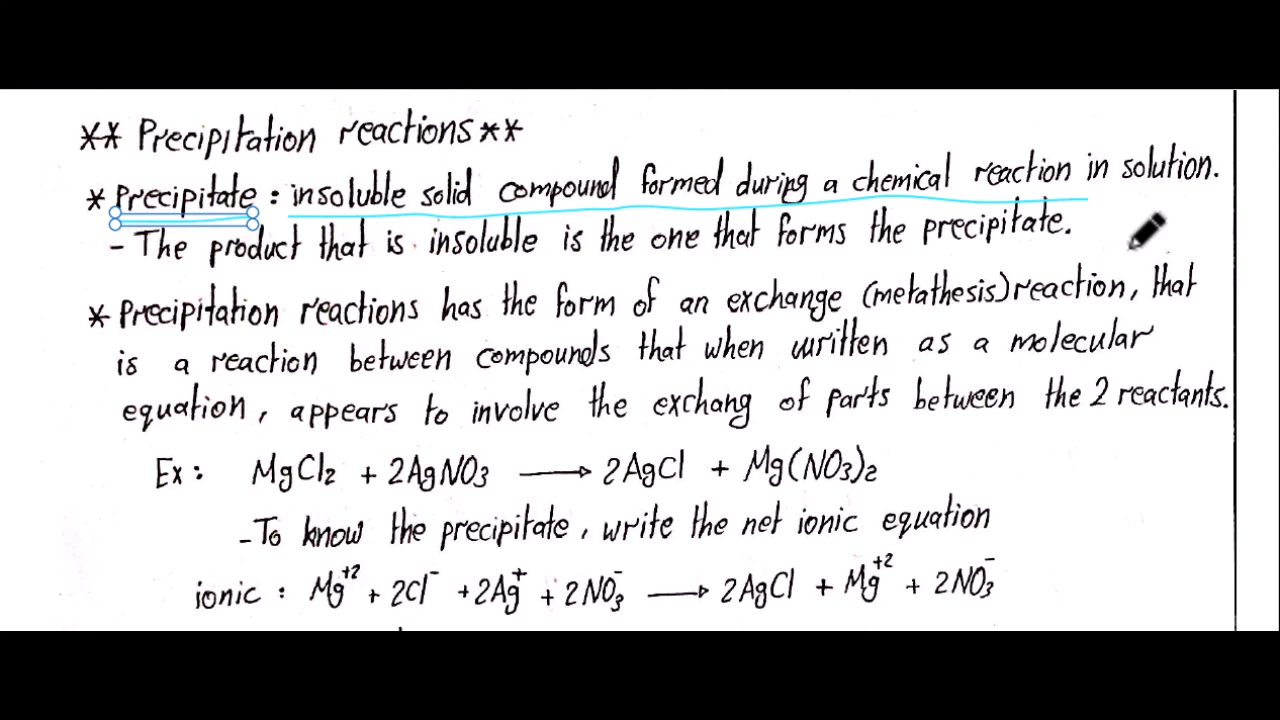 ** Precipitation reactions **
* Precipitate : insoluble solid compound formed during a chemical reaction in solution.
- The product that is insoluble is the one that forms the precipitate.
* Precipitation reactions has the form of an exchange (metathesis) reaction, that
is a reaction between compounds that when written as a molecular
equation, appears to involve the exchang of parts between the 2 reactants.
Ex: MgCl₂ + 2AgNO₃ ⟶ 2AgCl + Mg(NO₃)₂
- To know the precipitate, write the net ionic equation
ionic : Mg⁺² + 2Cl⁻ + 2Ag⁺ + 2NO₃⁻ ⟶ 2AgCl + Mg⁺² + 2NO₃⁻